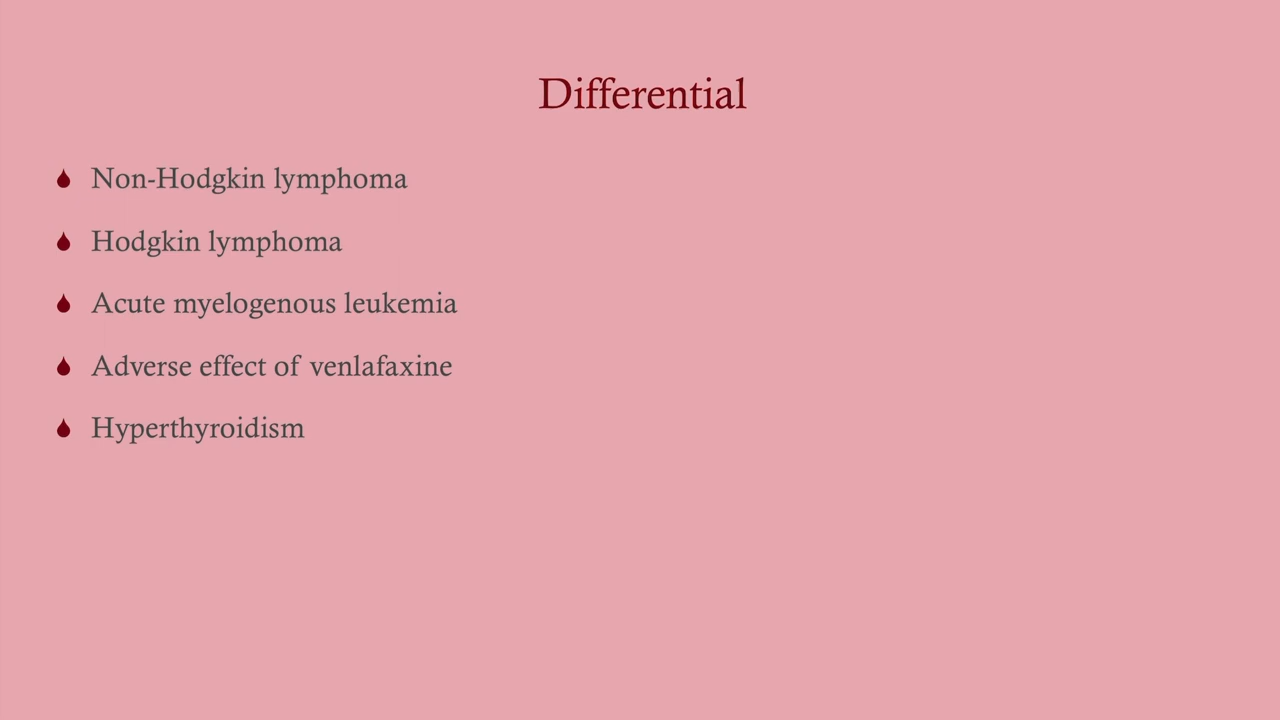 Differential
Non-Hodgkin lymphoma
Hodgkin lymphoma
Acute myelogenous leukemia
Adverse effect of venlafaxine
Hyperthyroidism